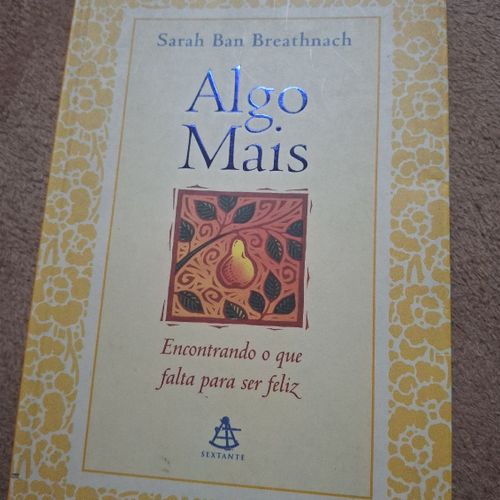 Sarah Ban Breathnach
Algo
Mais
Encontrando o que
falta para ser feliz
SEXTANTE